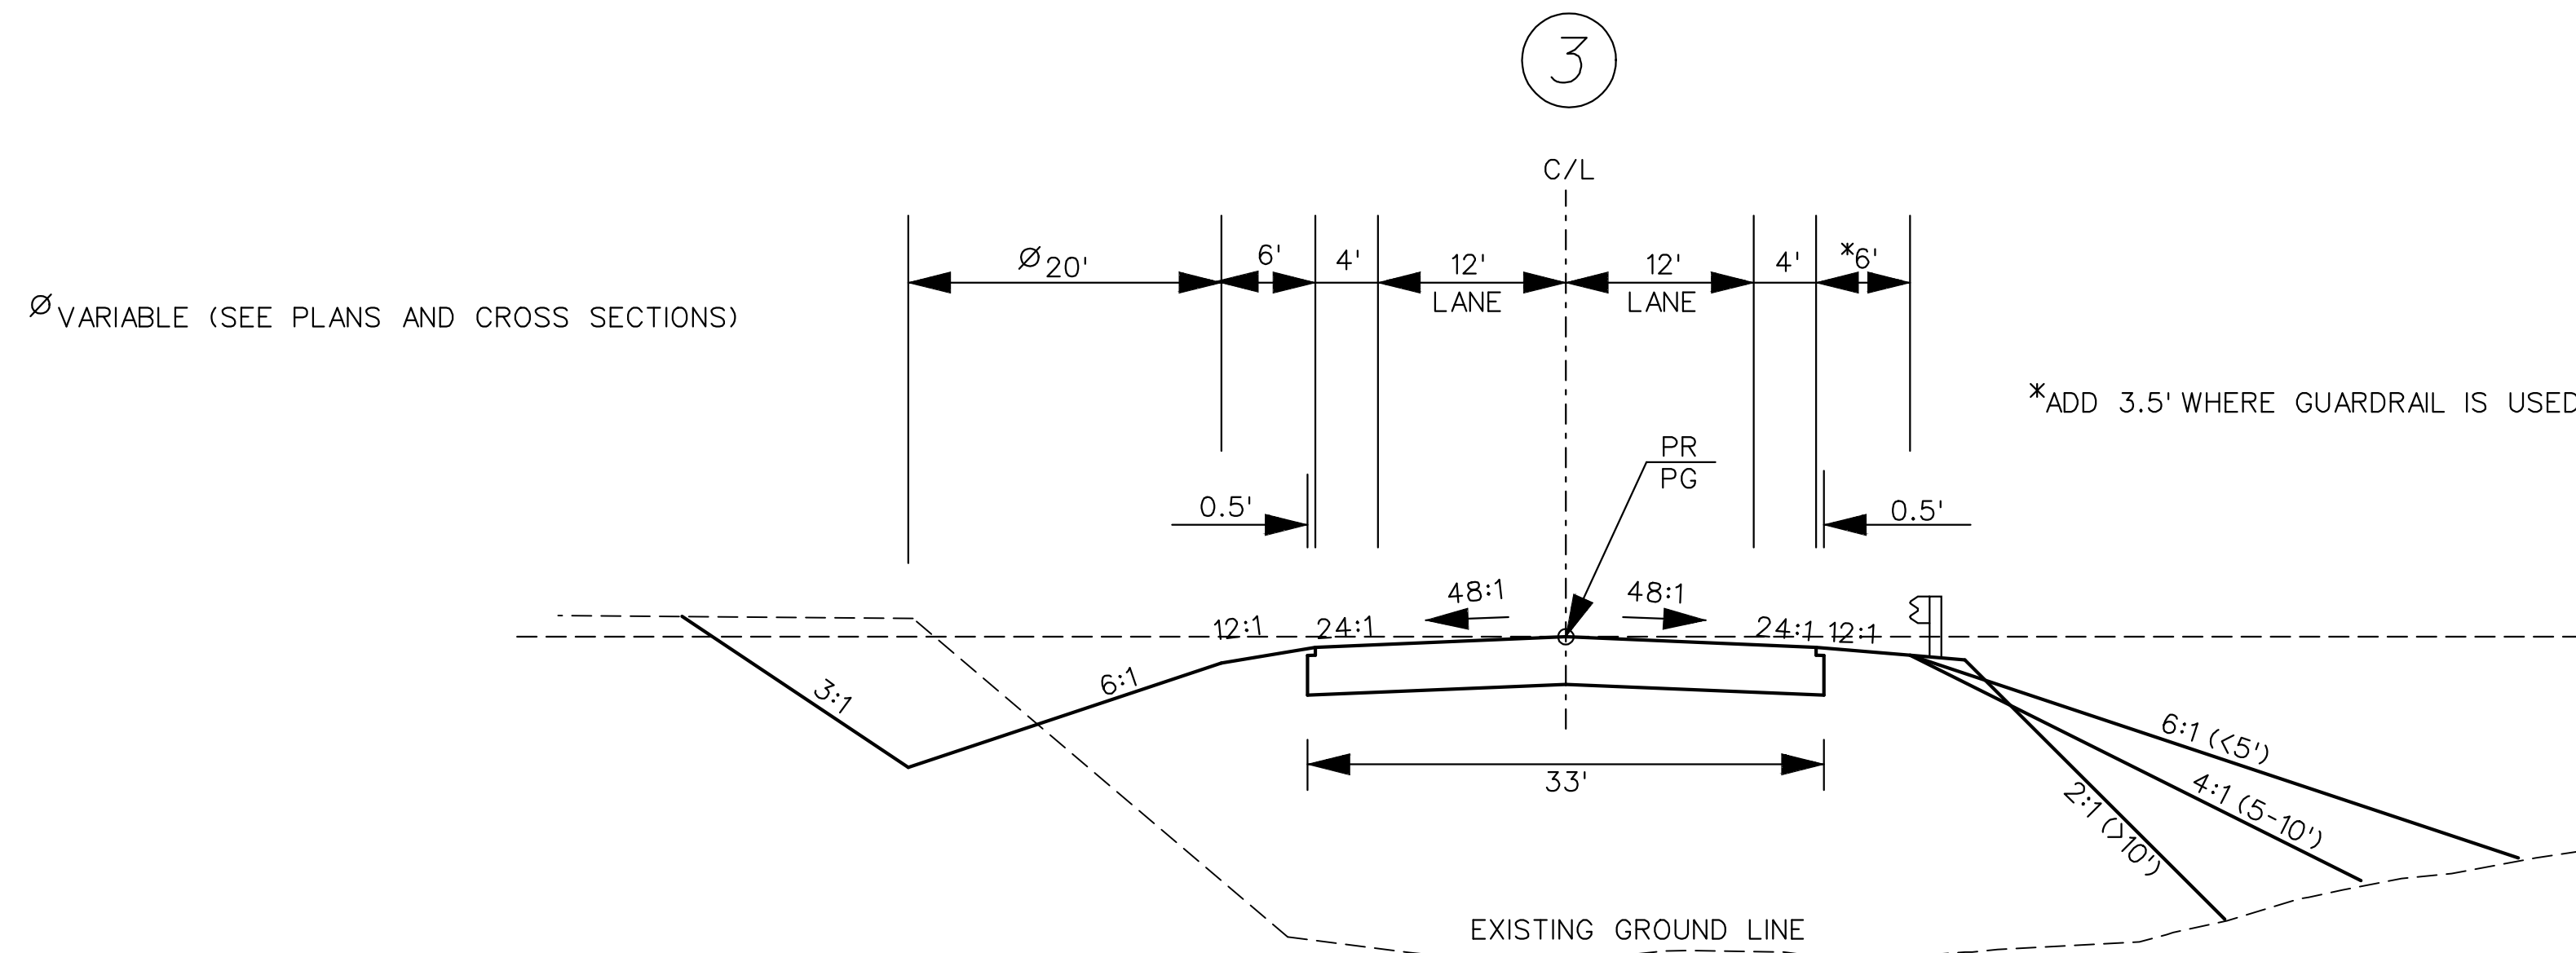 3
C/L
Ø 20'
6'
4'
12'
LANE
12'
LANE
4'
*6'
Ø VARIABLE (SEE PLANS AND CROSS SECTIONS)
*ADD 3.5' WHERE GUARDRAIL IS USED
PR
PG
0.5'
0.5'
48:1
48:1
12:1
24:1
24:1
12:1
3:1
6:1
6:1 (<5')
4:1 (5-10')
2:1 (>10')
33'
EXISTING GROUND LINE